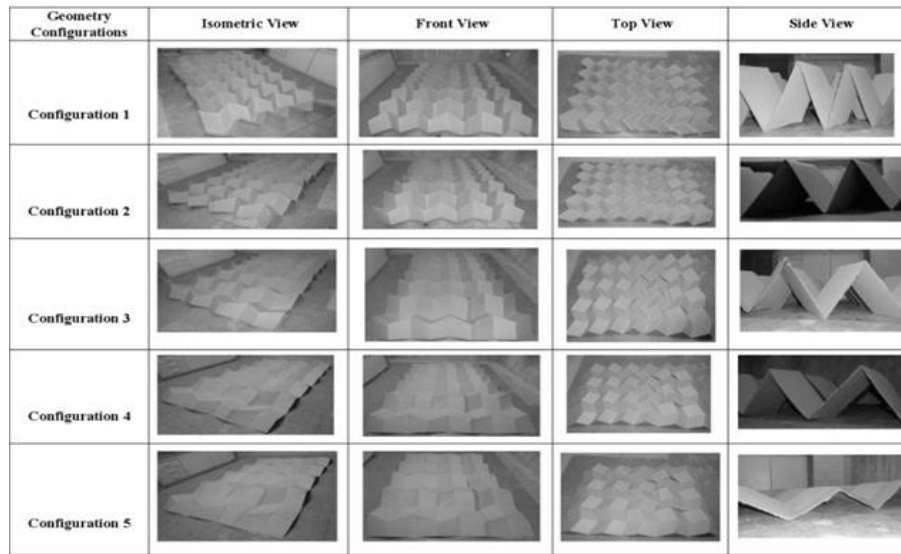 Geometry
Configurations
Isometric View
Front View
Top View
Side View
Configuration 1
Configuration 2
Configuration 3
Configuration 4
Configuration 5